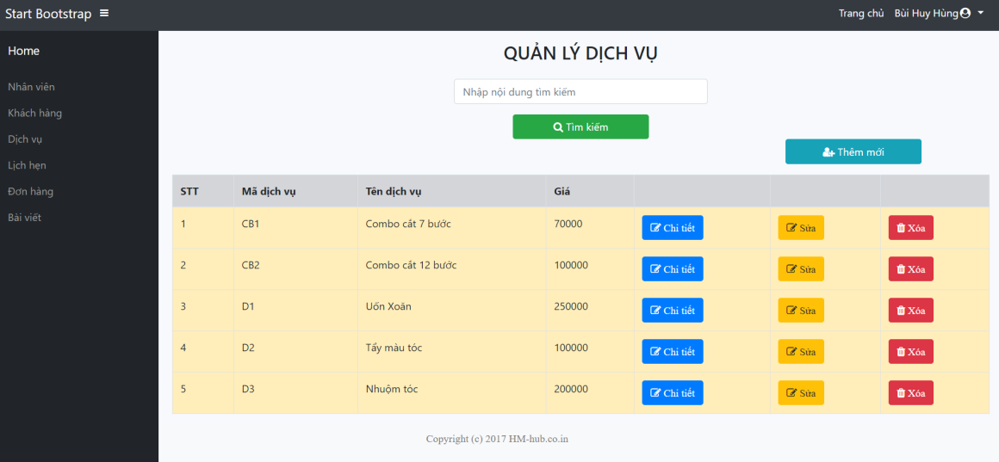 Start Bootstrap
Trang chủ Bùi Huy Hùng
Home
Nhân viên
Khách hàng
Dịch vụ
Lịch hẹn
Đơn hàng
Bài viết
QUẢN LÝ DỊCH VỤ
Nhập nội dung tìm kiếm
Tìm kiếm
Thêm mới
STT Mã dịch vụ Tên dịch vụ Giá
1 CB1 Combo cắt 7 bước 70000 Chi tiết Sửa Xóa
2 CB2 Combo cắt 12 bước 100000 Chi tiết Sửa Xóa
3 D1 Uốn Xoăn 250000 Chi tiết Sửa Xóa
4 D2 Tẩy màu tóc 100000 Chi tiết Sửa Xóa
5 D3 Nhuộm tóc 200000 Chi tiết Sửa Xóa
Copyright (c) 2017 HM-hub.co.in